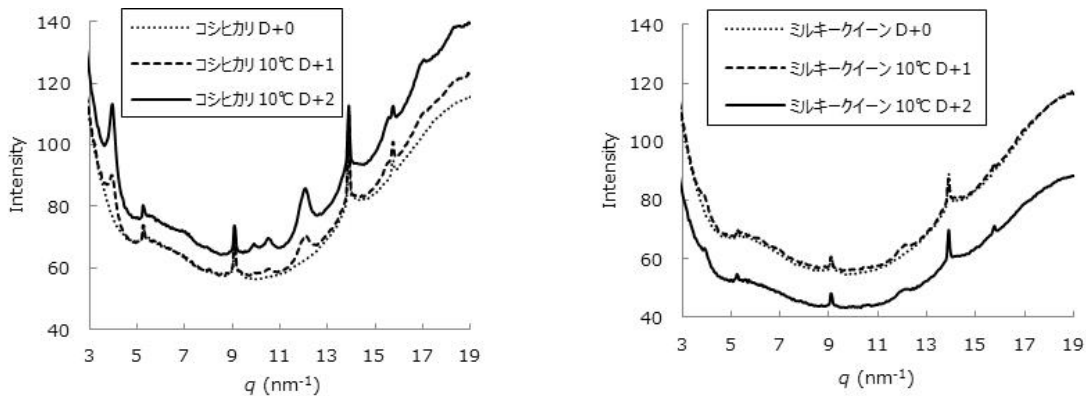 140
120
100
80
60
40
Intensity
コシヒカリ D+0
コシヒカリ 10℃ D+1
コシヒカリ 10℃ D+2
3 5 7 9 11 13 15 17 19
q (nm⁻¹)
140
120
100
80
60
40
Intensity
ミルキークイーン D+0
ミルキークイーン 10℃ D+1
ミルキークイーン 10℃ D+2
3 5 7 9 11 13 15 17 19
q (nm⁻¹)